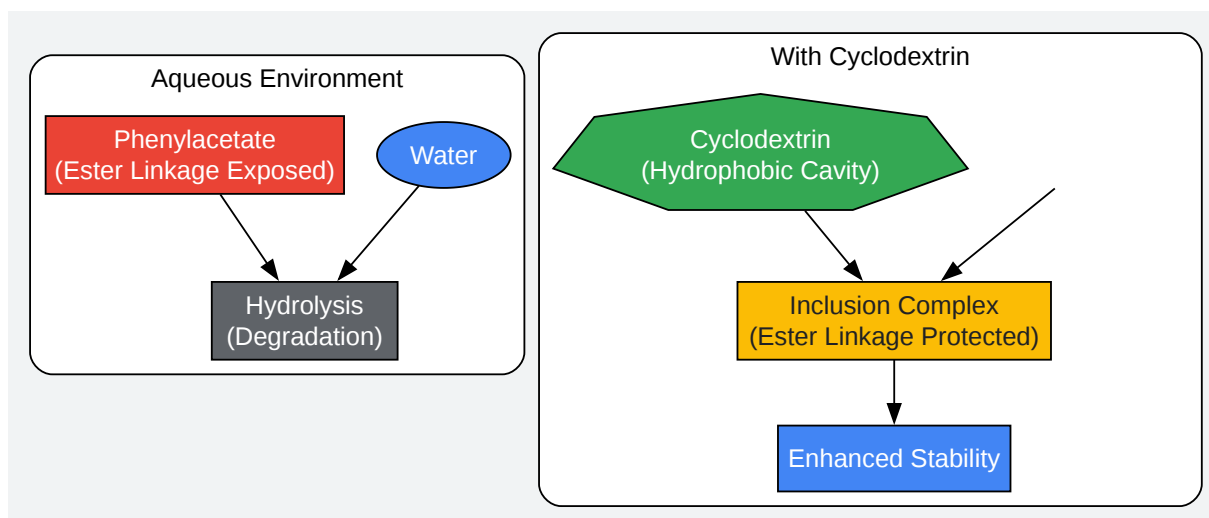 Aqueous Environment
Phenylacetate
(Ester Linkage Exposed)
Water
Hydrolysis
(Degradation)
With Cyclodextrin
Cyclodextrin
(Hydrophobic Cavity)
Inclusion Complex
(Ester Linkage Protected)
Enhanced Stability